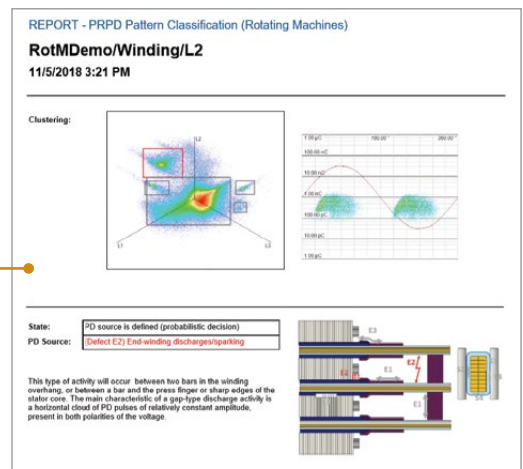 REPORT - PRPD Pattern Classification (Rotating Machines)
RotMDemo/Winding/L2
11/5/2018 3:21 PM
Clustering:
L2
L1
L3
100.00 nC
10.00 nC
1.00 nC
100.00 pC
10.00 pC
1.00 pC
State:
PD source is defined (probabilistic decision)
PD Source:
(Defect E2) End-winding discharges/sparking
This type of activity will occur between two bars in the winding
overhang, or between a bar and the press finger or sharp edges of the
stator core. The main characteristic of a gap-type discharge activity is
a horizontal cloud of PD pulses of relatively constant amplitude,
present in both polarities of the voltage.
E3
E2
E2
E1
E1
S4